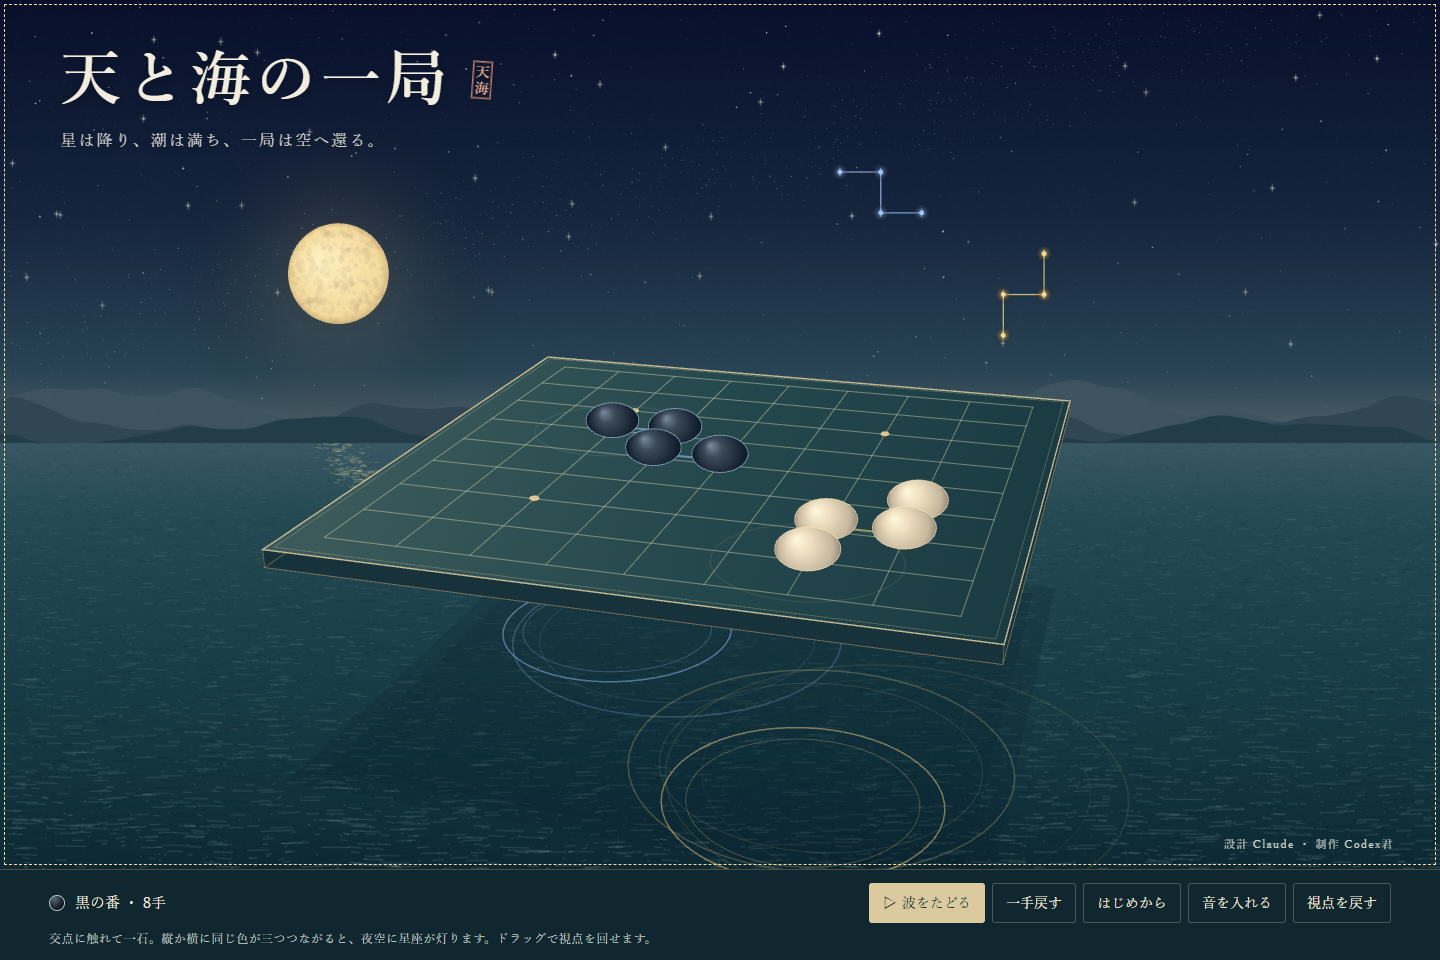 天と海の一局
天海
星は降り、潮は満ち、一局は空へ還る。
設計 Claude ・ 制作 Codex君
黒の番 ・ 8手
▷ 波をたどる
一手戻す
はじめから
音を入れる
視点を戻す
交点に触れて一石。縦か横に同じ色が三つつながると、夜空に星座が灯ります。ドラッグで視点を回せます。